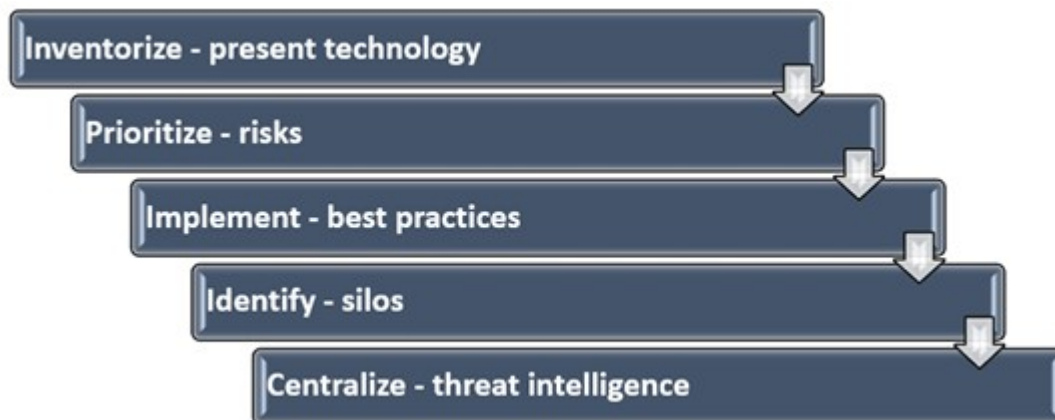 Inventorize - present technology
Prioritize - risks
Implement - best practices
Identify - silos
Centralize - threat intelligence